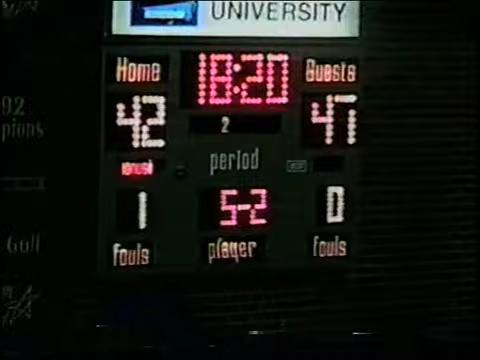 UNIVERSITY
Home 18:20 Guests
42 2 47
period
1 5-2 0
fouls player fouls
92
pions
Golf